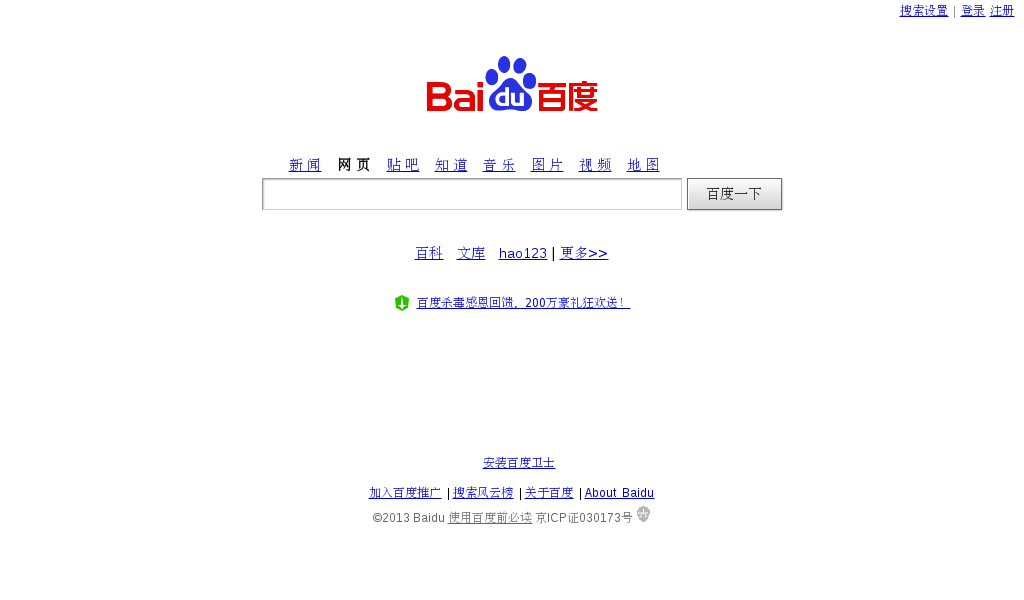 搜索设置 | 登录 注册
Bai du 百度
新 闻 网 页 贴 吧 知 道 音 乐 图 片 视 频 地 图
百度一下
百科 文库 hao123 | 更多>>
百度杀毒感恩回馈，200万豪礼狂欢送！
安装百度卫士
加入百度推广 | 搜索风云榜 | 关于百度 | About Baidu
©2013 Baidu 使用百度前必读 京ICP证030173号